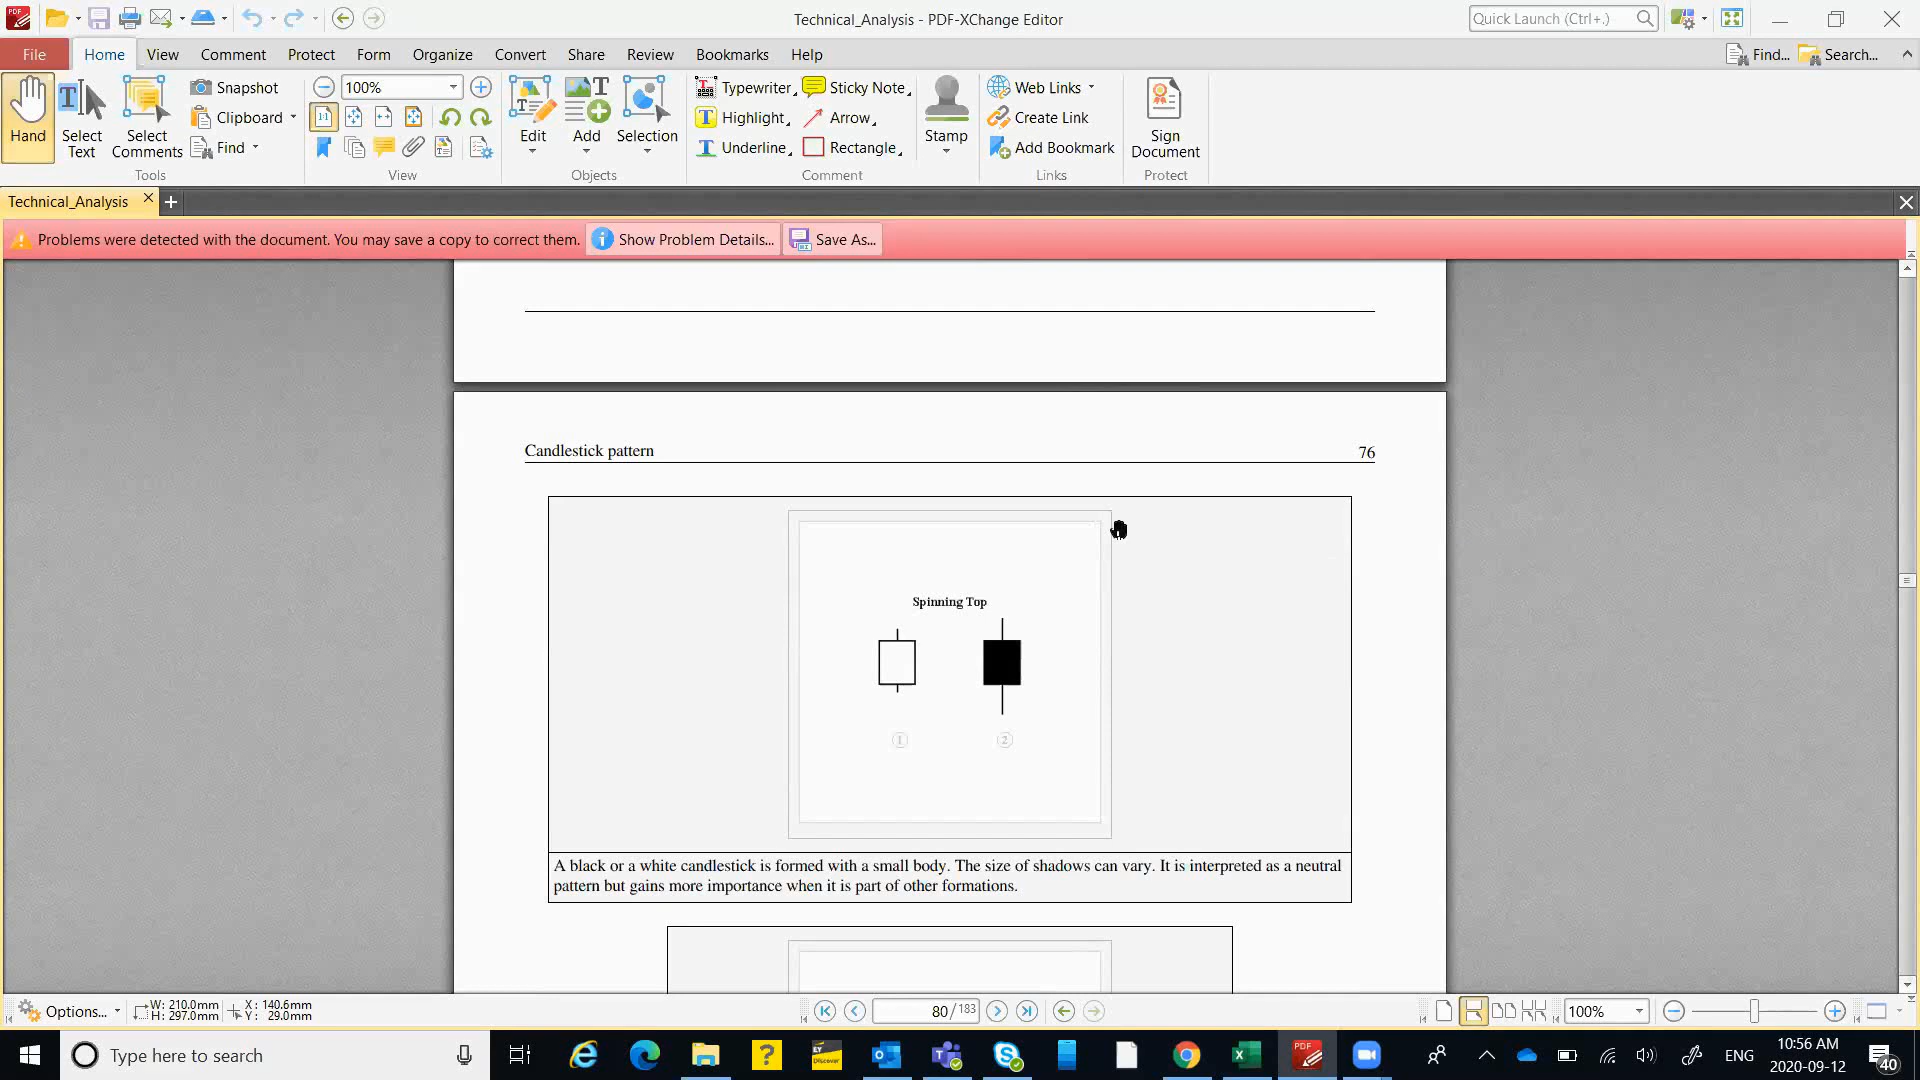 Technical_Analysis - PDF-XChange Editor
Quick Launch (Ctrl+.)
File Home View Comment Protect Form Organize Convert Share Review Bookmarks Help
Find... Search...
Hand
Select Text
Select Comments
Snapshot
Clipboard
Find
Tools
100%
View
Edit
Add
Selection
Objects
Typewriter Sticky Note
Highlight Arrow
Underline Rectangle
Comment
Stamp
Web Links
Create Link
Add Bookmark
Links
Sign Document
Protect
Technical_Analysis
Problems were detected with the document. You may save a copy to correct them. Show Problem Details... Save As...
Candlestick pattern 76
Spinning Top
1 2
A black or a white candlestick is formed with a small body. The size of shadows can vary. It is interpreted as a neutral
pattern but gains more importance when it is part of other formations.
Options...
W: 210.0mm
H: 297.0mm
X: 140.6mm
Y: 29.0mm
80 / 183
100%
Type here to search
EY
Discover
PDF
ENG
10:56 AM
2020-09-12
40